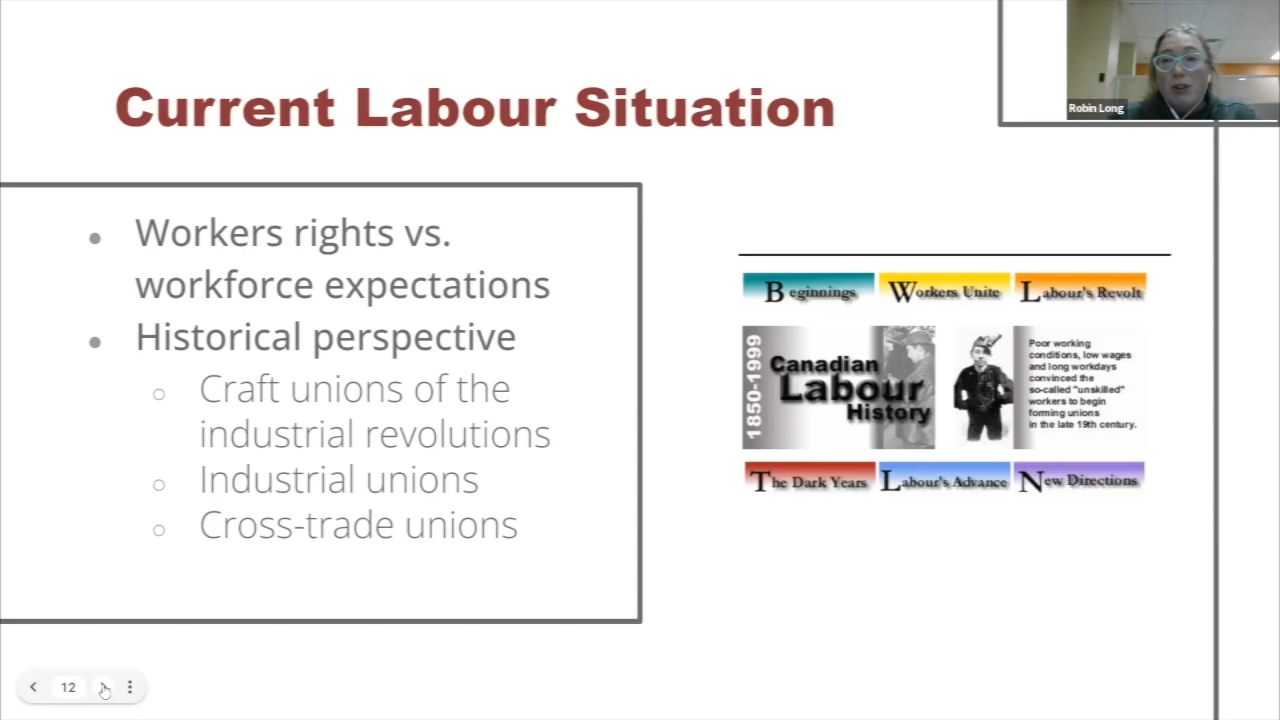 Current Labour Situation
Robin Long
Workers rights vs.
workforce expectations
Historical perspective
Craft unions of the
industrial revolutions
Industrial unions
Cross-trade unions
Beginnings
Workers Unite
Labour's Revolt
1850-1999
Canadian
Labour
History
Poor working
conditions, low wages
and long workdays
convinced the
so-called "unskilled"
workers to begin
forming unions
in the late 19th century.
The Dark Years
Labour's Advance
New Directions
12